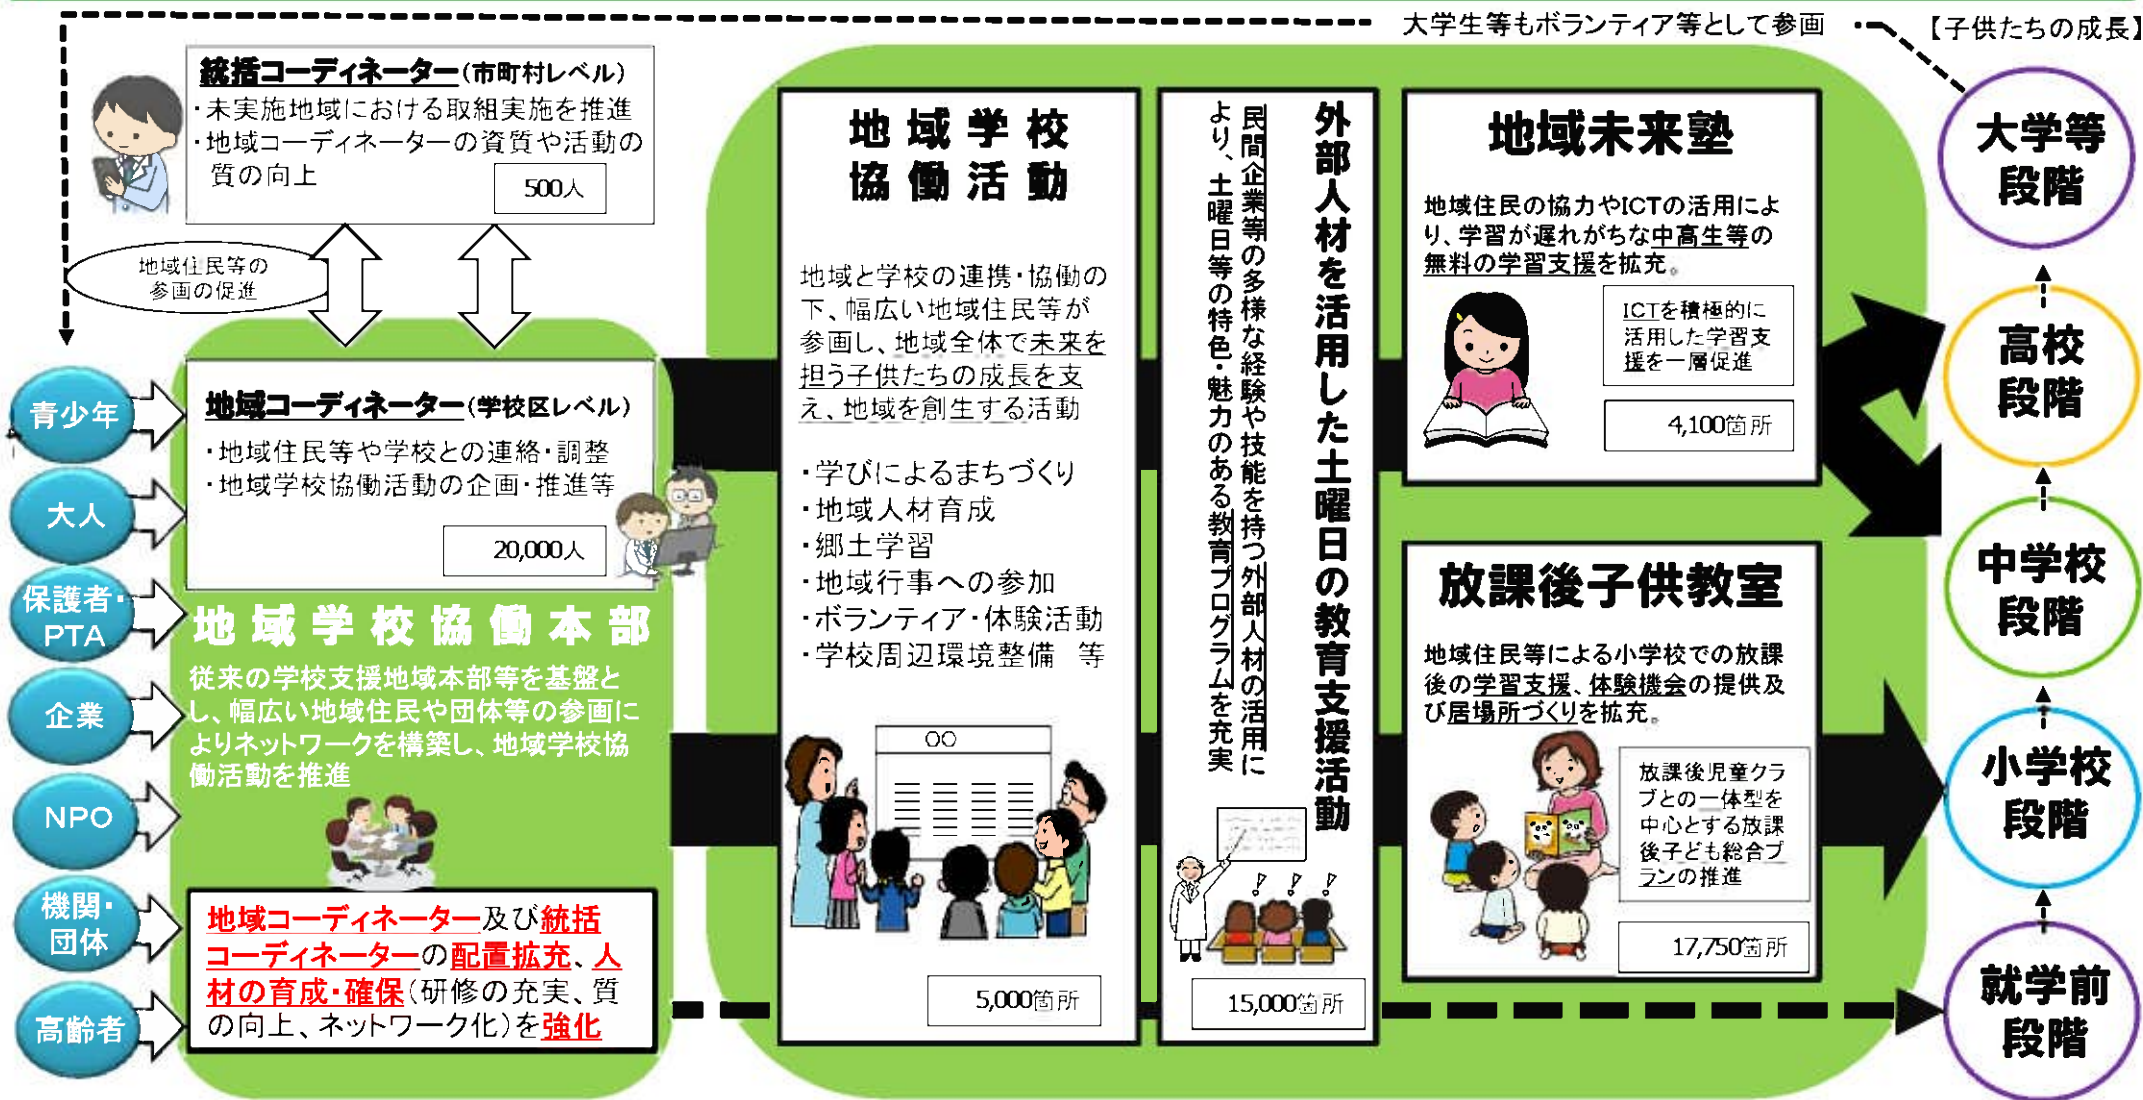 大学生等もボランティア等として参画
【子供たちの成長】
統括コーディネーター(市町村レベル)
・未実施地域における取組実施を推進
・地域コーディネーターの資質や活動の
質の向上
500人
地域住民等の
参画の促進
青少年
大人
保護者・
PTA
企業
NPO
機関・
団体
高齢者
地域コーディネーター(学校区レベル)
・地域住民等や学校との連絡・調整
・地域学校協働活動の企画・推進等
20,000人
地域学校協働本部
従来の学校支援地域本部等を基盤と
し、幅広い地域住民や団体等の参画に
よりネットワークを構築し、地域学校協
働活動を推進
地域コーディネーター及び統括
コーディネーターの配置拡充、人
材の育成・確保(研修の充実、質
の向上、ネットワーク化)を強化
地域学校
協働活動
地域と学校の連携・協働の
下、幅広い地域住民等が
参画し、地域全体で未来を
担う子供たちの成長を支
え、地域を創生する活動
・学びによるまちづくり
・地域人材育成
・郷土学習
・地域行事への参加
・ボランティア・体験活動
・学校周辺環境整備 等
○○
5,000箇所
外部人材を活用した土曜日の教育支援活動
民間企業等の多様な経験や技能を持つ外部人材の活用に
より、土曜日等の特色・魅力のある教育プログラムを充実
!
!
!
15,000箇所
地域未来塾
地域住民の協力やICTの活用によ
り、学習が遅れがちな中高生等の
無料の学習支援を拡充。
ICTを積極的に
活用した学習支
援を一層促進
4,100箇所
放課後子供教室
地域住民等による小学校での放課
後の学習支援、体験機会の提供及
び居場所づくりを拡充。
放課後児童クラ
ブとの一体型を
中心とする放課
後子ども総合プ
ランの推進
17,750箇所
大学等
段階
高校
段階
中学校
段階
小学校
段階
就学前
段階